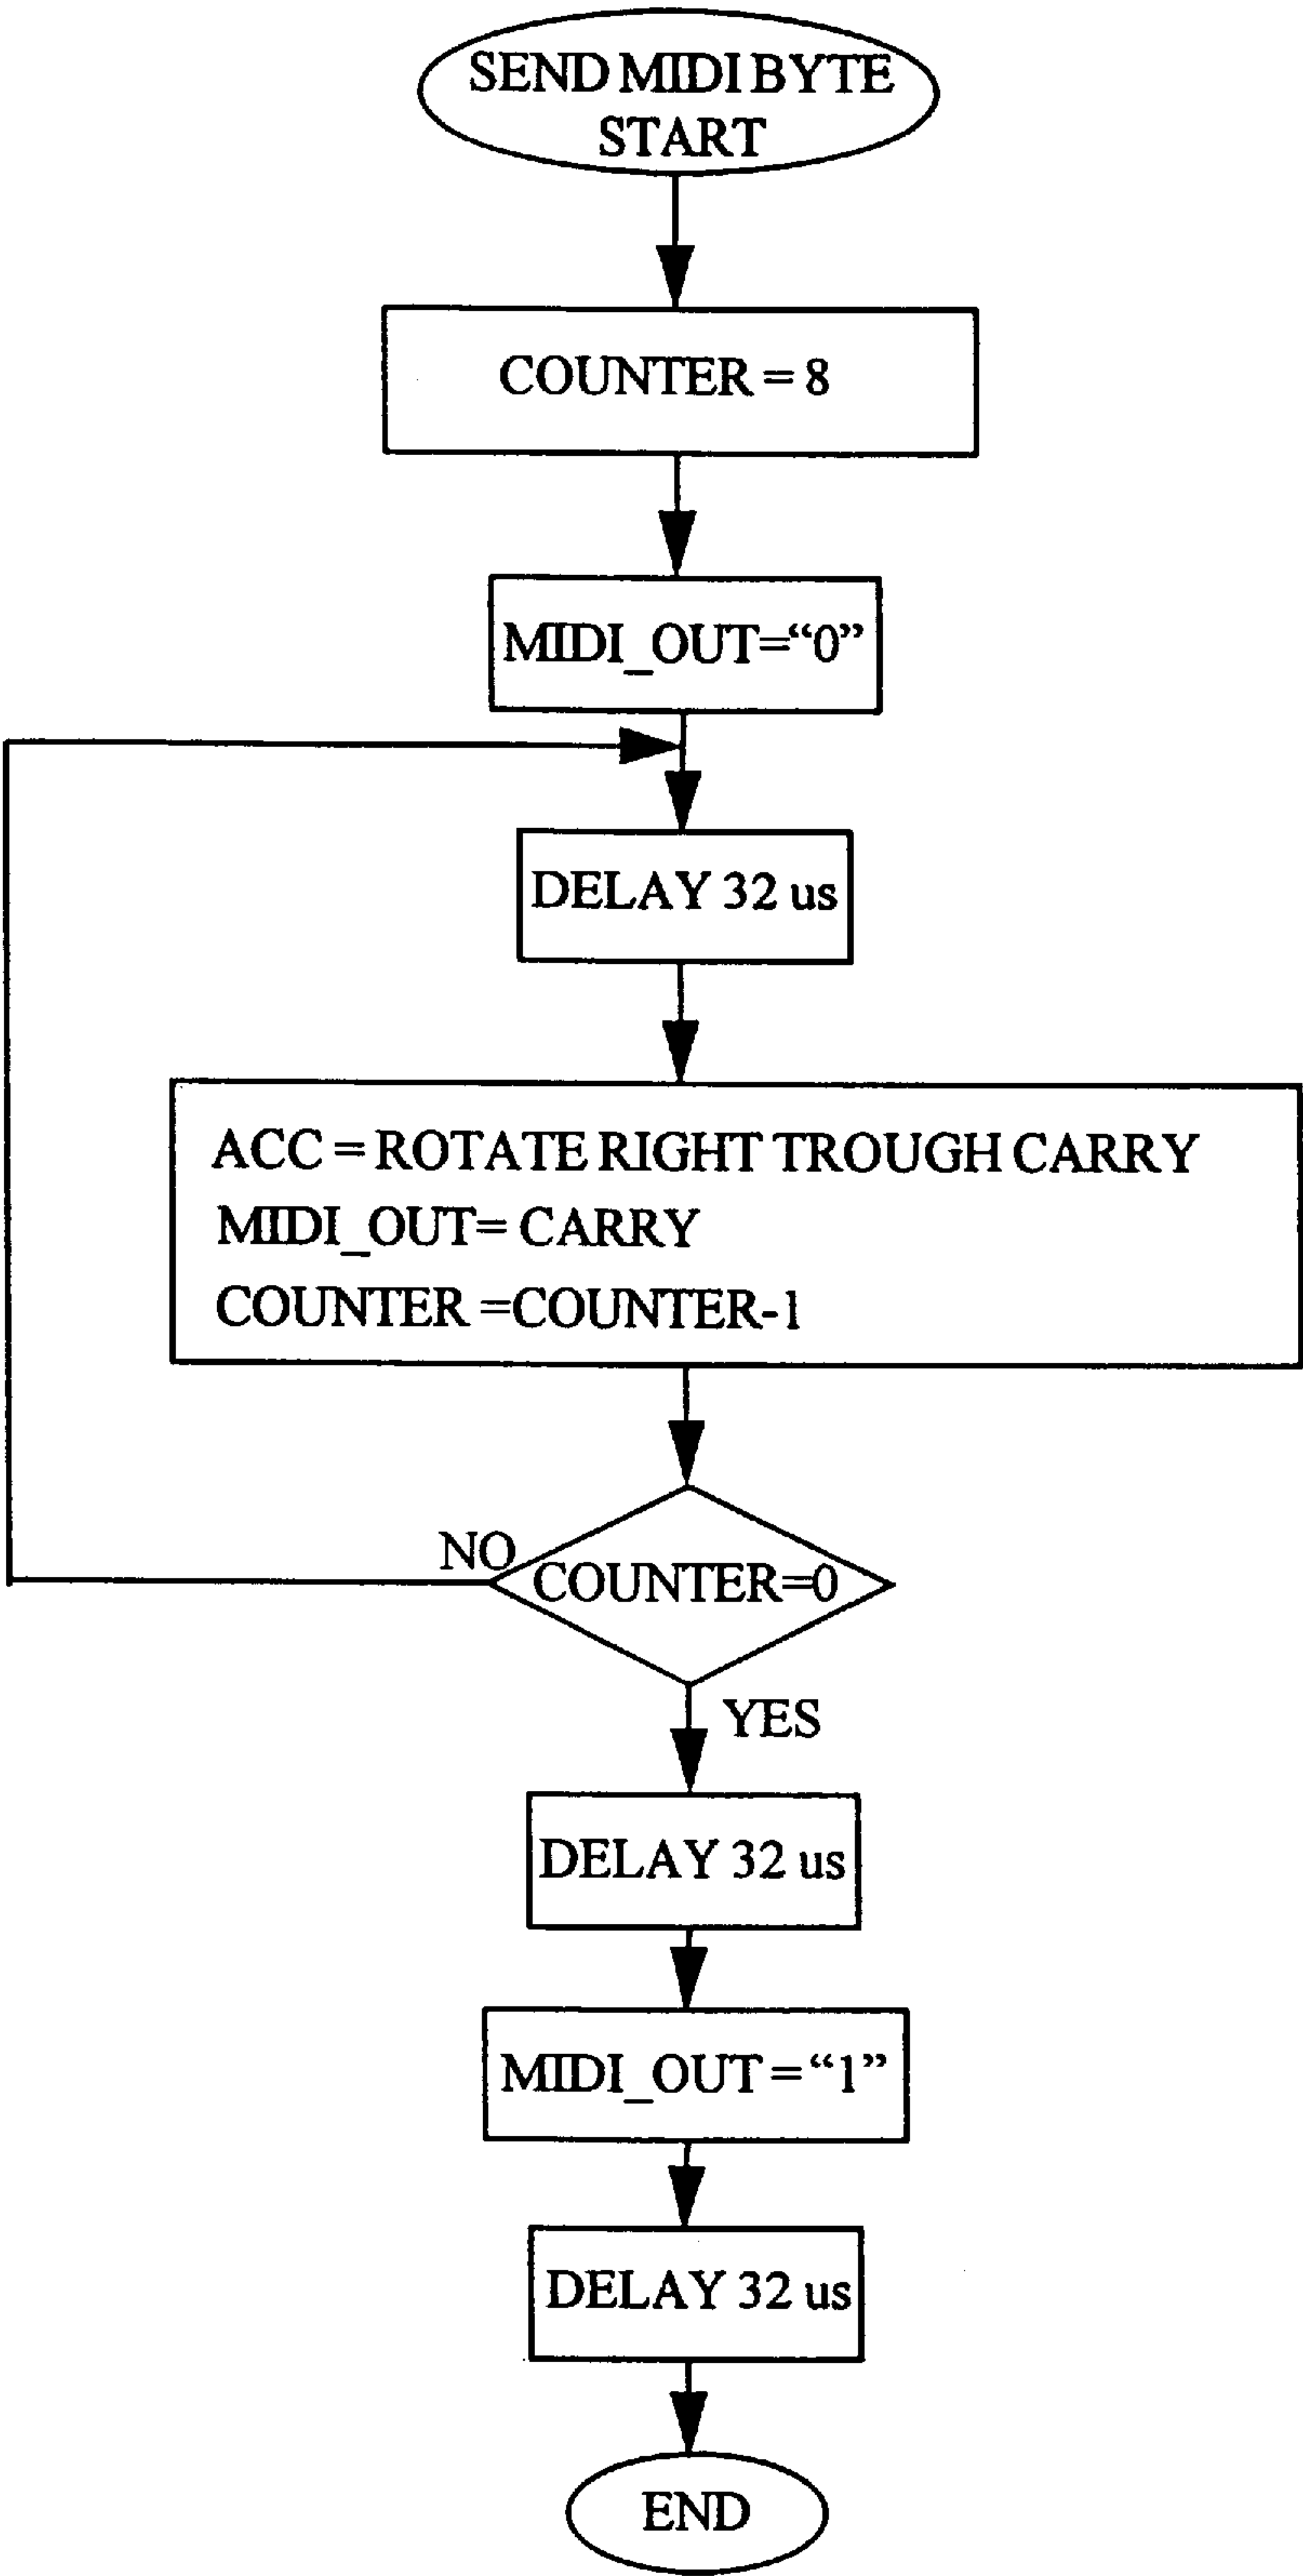 SEND MIDI BYTE
START
COUNTER = 8
MIDI_OUT=“0”
DELAY 32 us
ACC = ROTATE RIGHT TROUGH CARRY
MIDI_OUT= CARRY
COUNTER =COUNTER-1
NO
COUNTER=0
YES
DELAY 32 us
MIDI_OUT = “1”
DELAY 32 us
END